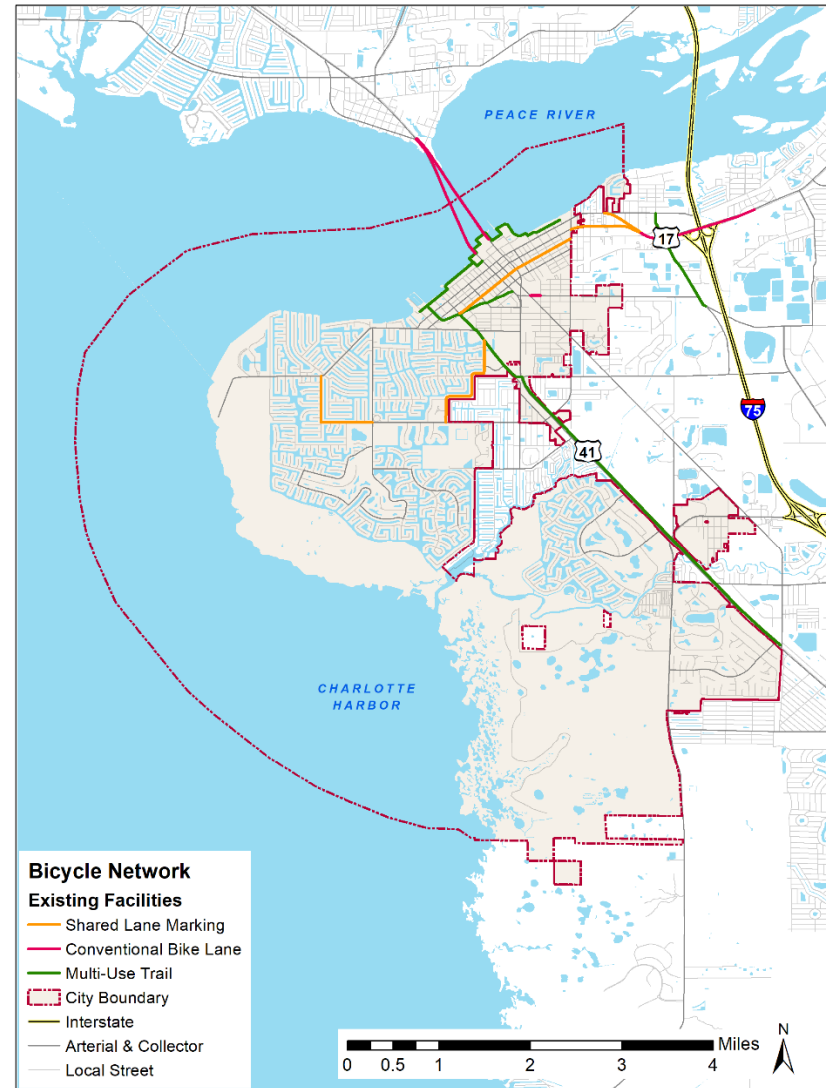 PEACE RIVER
17
75
41
CHARLOTTE
HARBOR
Bicycle Network
Existing Facilities
Shared Lane Marking
Conventional Bike Lane
Multi-Use Trail
City Boundary
Interstate
Arterial & Collector
Local Street
Miles
0 0.5 1 2 3 4
N